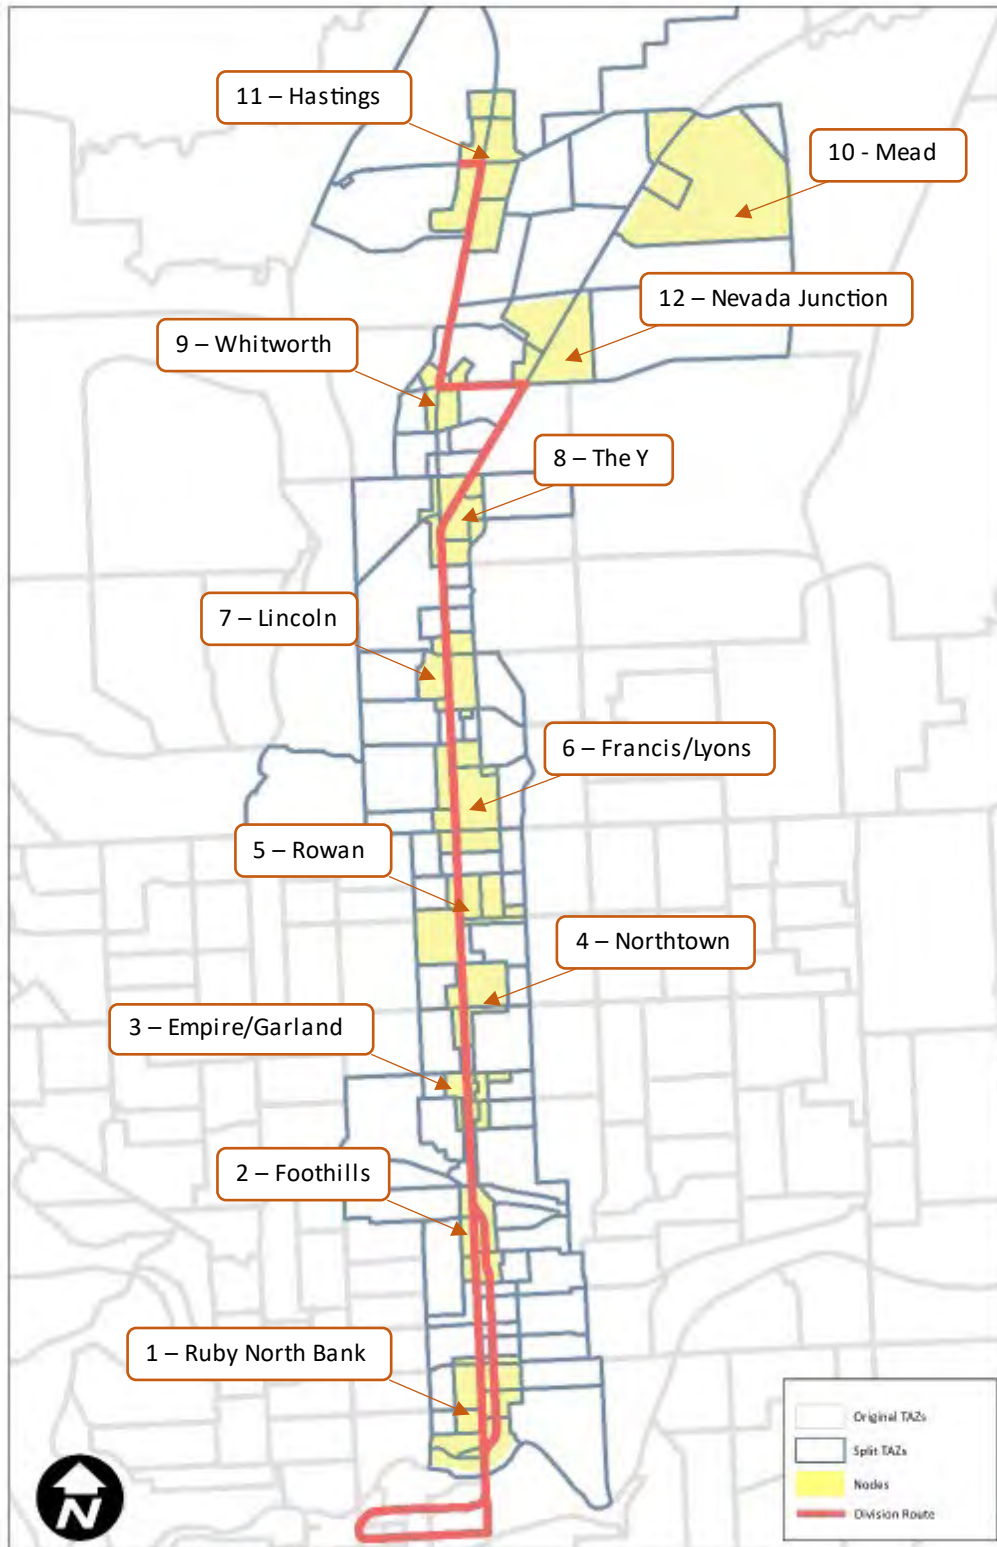 11 – Hastings
10 - Mead
12 – Nevada Junction
9 – Whitworth
8 – The Y
7 – Lincoln
6 – Francis/Lyons
5 – Rowan
4 – Northtown
3 – Empire/Garland
2 – Foothills
1 – Ruby North Bank
Original TAZs
Split TAZs
Nodes
Division Route
N